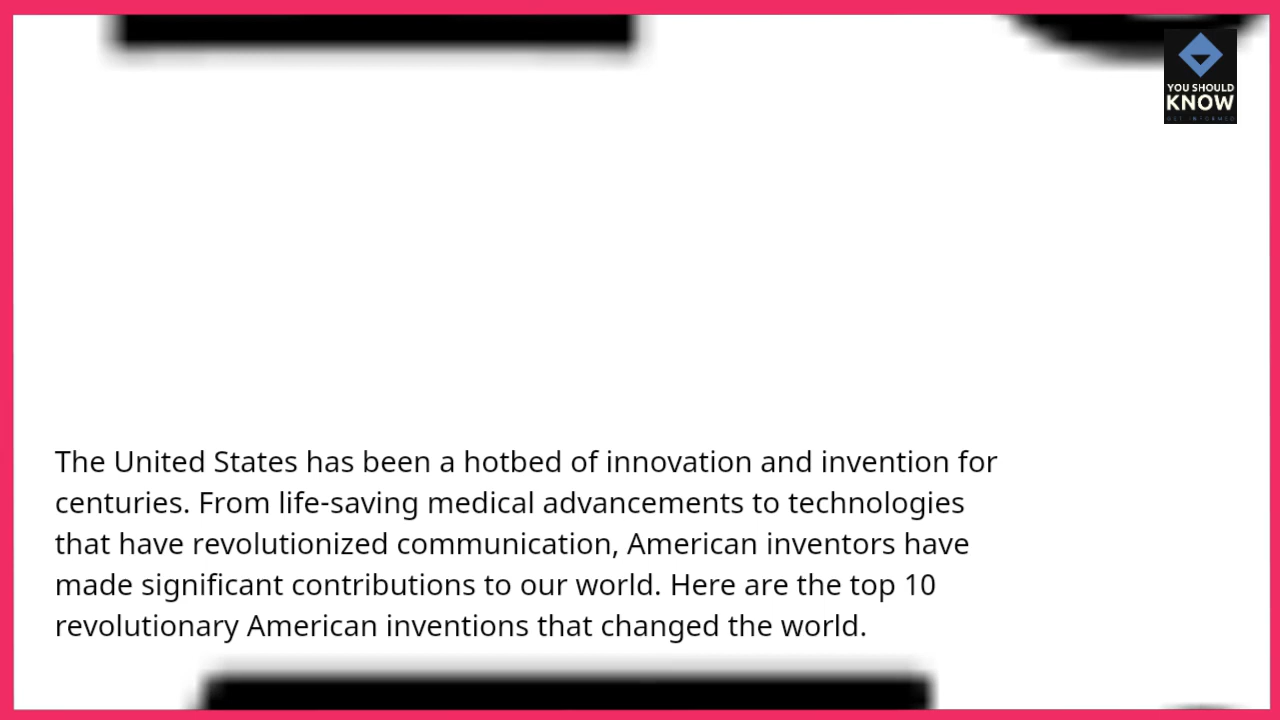 YOU SHOULD
KNOW
GET INFORMED
The United States has been a hotbed of innovation and invention for
centuries. From life-saving medical advancements to technologies
that have revolutionized communication, American inventors have
made significant contributions to our world. Here are the top 10
revolutionary American inventions that changed the world.